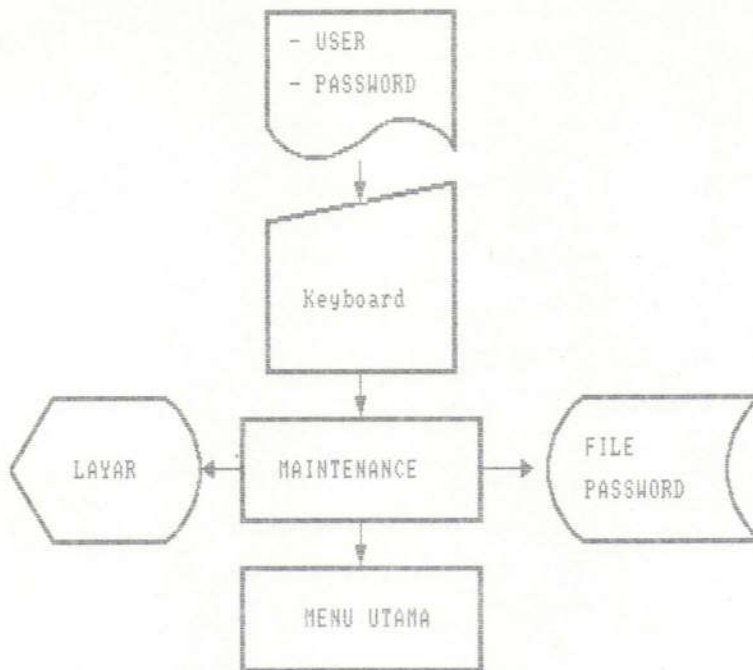 - USER
- PASSWORD
Keyboard
LAYAR
MAINTENANCE
FILE
PASSWORD
MENU UTAMA